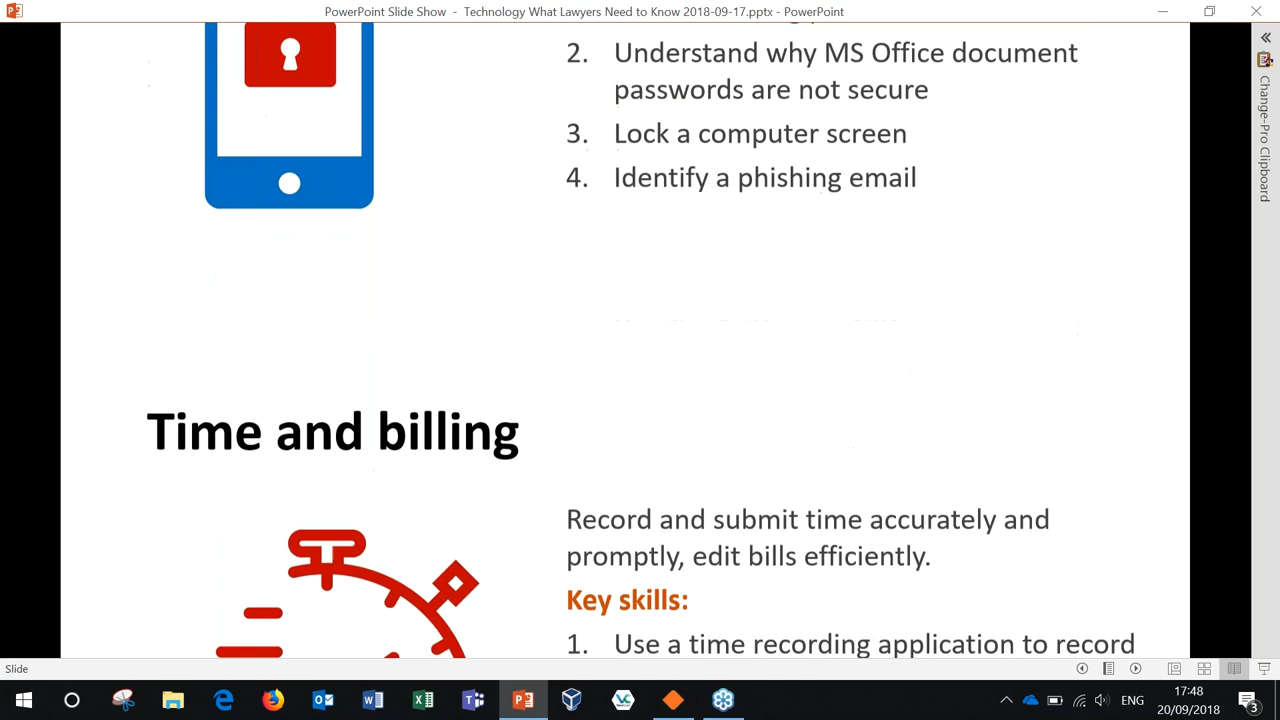 PowerPoint Slide Show - Technology What Lawyers Need to Know 2018-09-17.pptx - PowerPoint
2. Understand why MS Office document
passwords are not secure
3. Lock a computer screen
4. Identify a phishing email
Change-Pro Clipboard
Time and billing
Record and submit time accurately and
promptly, edit bills efficiently.
Key skills:
1. Use a time recording application to record
Slide
ENG
17:48
20/09/2018
3